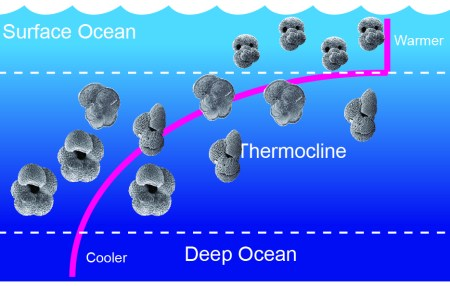 Surface Ocean
Warmer
Thermocline
Cooler
Deep Ocean